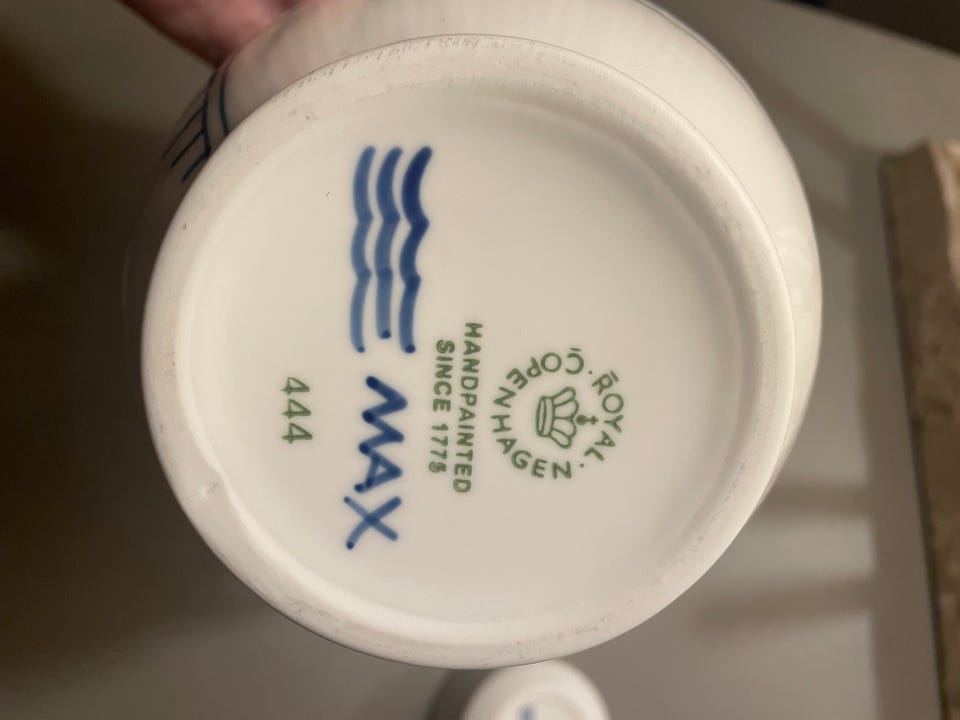 ROYAL
COPENHAGEN
HANDPAINTED
SINCE 1775
MAX
444